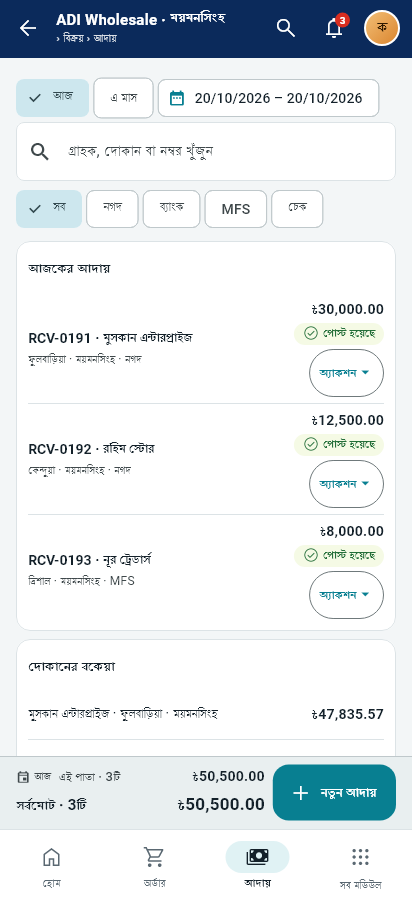 ADI Wholesale · ময়মনসিংহ
› বিক্রয় › আদায়
3
ক
আজ
এ মাস
20/10/2026 – 20/10/2026
গ্রাহক, দোকান বা নম্বর খুঁজুন
সব
নগদ
ব্যাংক
MFS
চেক
আজকের আদায়
৳30,000.00
পোস্ট হয়েছে
RCV-0191 · মুসকান এন্টারপ্রাইজ
ফুলবাড়িয়া · ময়মনসিংহ · নগদ
অ্যাকশন
৳12,500.00
পোস্ট হয়েছে
RCV-0192 · রহিম স্টোর
কেন্দুয়া · ময়মনসিংহ · নগদ
অ্যাকশন
৳8,000.00
পোস্ট হয়েছে
RCV-0193 · নূর ট্রেডার্স
ত্রিশাল · ময়মনসিংহ · MFS
অ্যাকশন
দোকানের বকেয়া
মুসকান এন্টারপ্রাইজ · ফুলবাড়িয়া · ময়মনসিংহ
৳47,835.57
আজ এই পাতা · 3টি
৳50,500.00
সর্বমোট · 3টি
৳50,500.00
নতুন আদায়
হোম
অর্ডার
আদায়
সব মডিউল